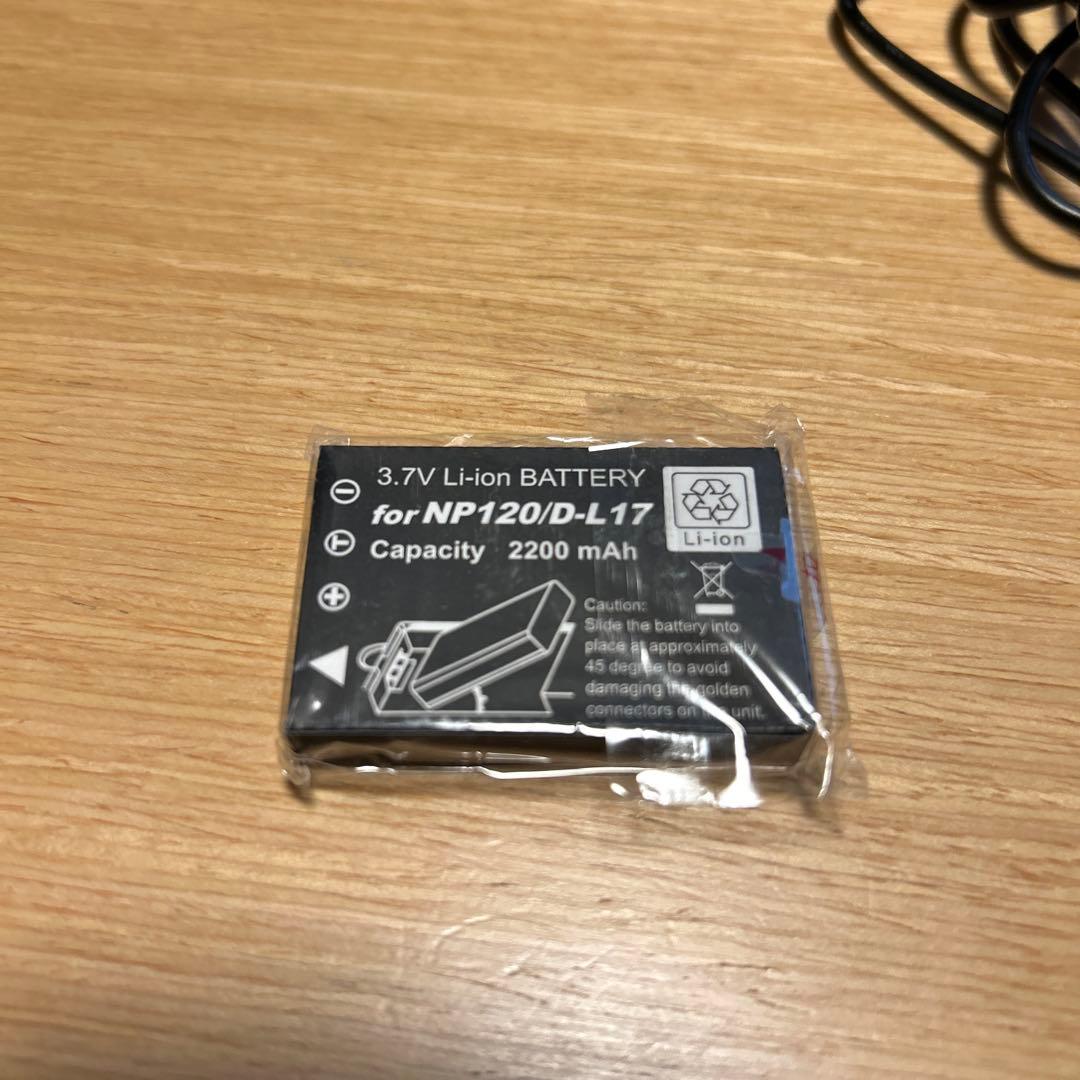 3.7V Li-ion BATTERY
for NP120/D-L17
Capacity 2200 mAh
Li-ion
Caution:
Slide the battery into
place at approximately
45 degree to avoid
damaging the golden
connectors on the unit.